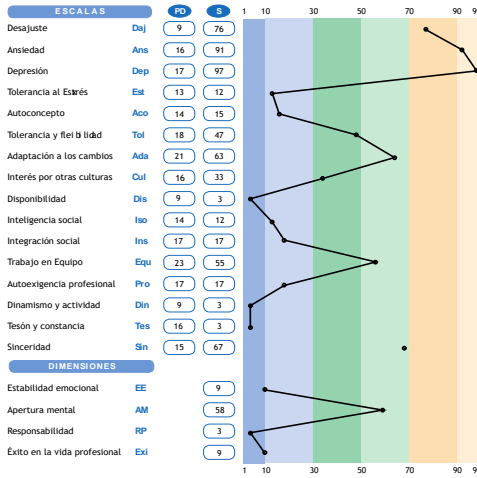 ESCALAS PD S 1 10 30 50 70 90 9
Desajuste Daj 9 76
Ansiedad Ans 16 91
Depresión Dep 17 97
Tolerancia al Estrés Est 13 12
Autoconcepto Aco 14 15
Tolerancia y flexibilidad Tol 18 47
Adaptación a los cambios Ada 21 63
Interés por otras culturas Cul 16 33
Disponibilidad Dis 9 3
Inteligencia social Iso 14 12
Integración social Ins 17 17
Trabajo en Equipo Equ 23 55
Autoexigencia profesional Pro 17 17
Dinamismo y actividad Din 9 3
Tesón y constancia Tes 16 3
Sinceridad Sin 15 67
DIMENSIONES
Estabilidad emocional EE 9
Apertura mental AM 58
Responsabilidad RP 3
Éxito en la vida profesional Exi 9
1 10 30 50 70 90 9